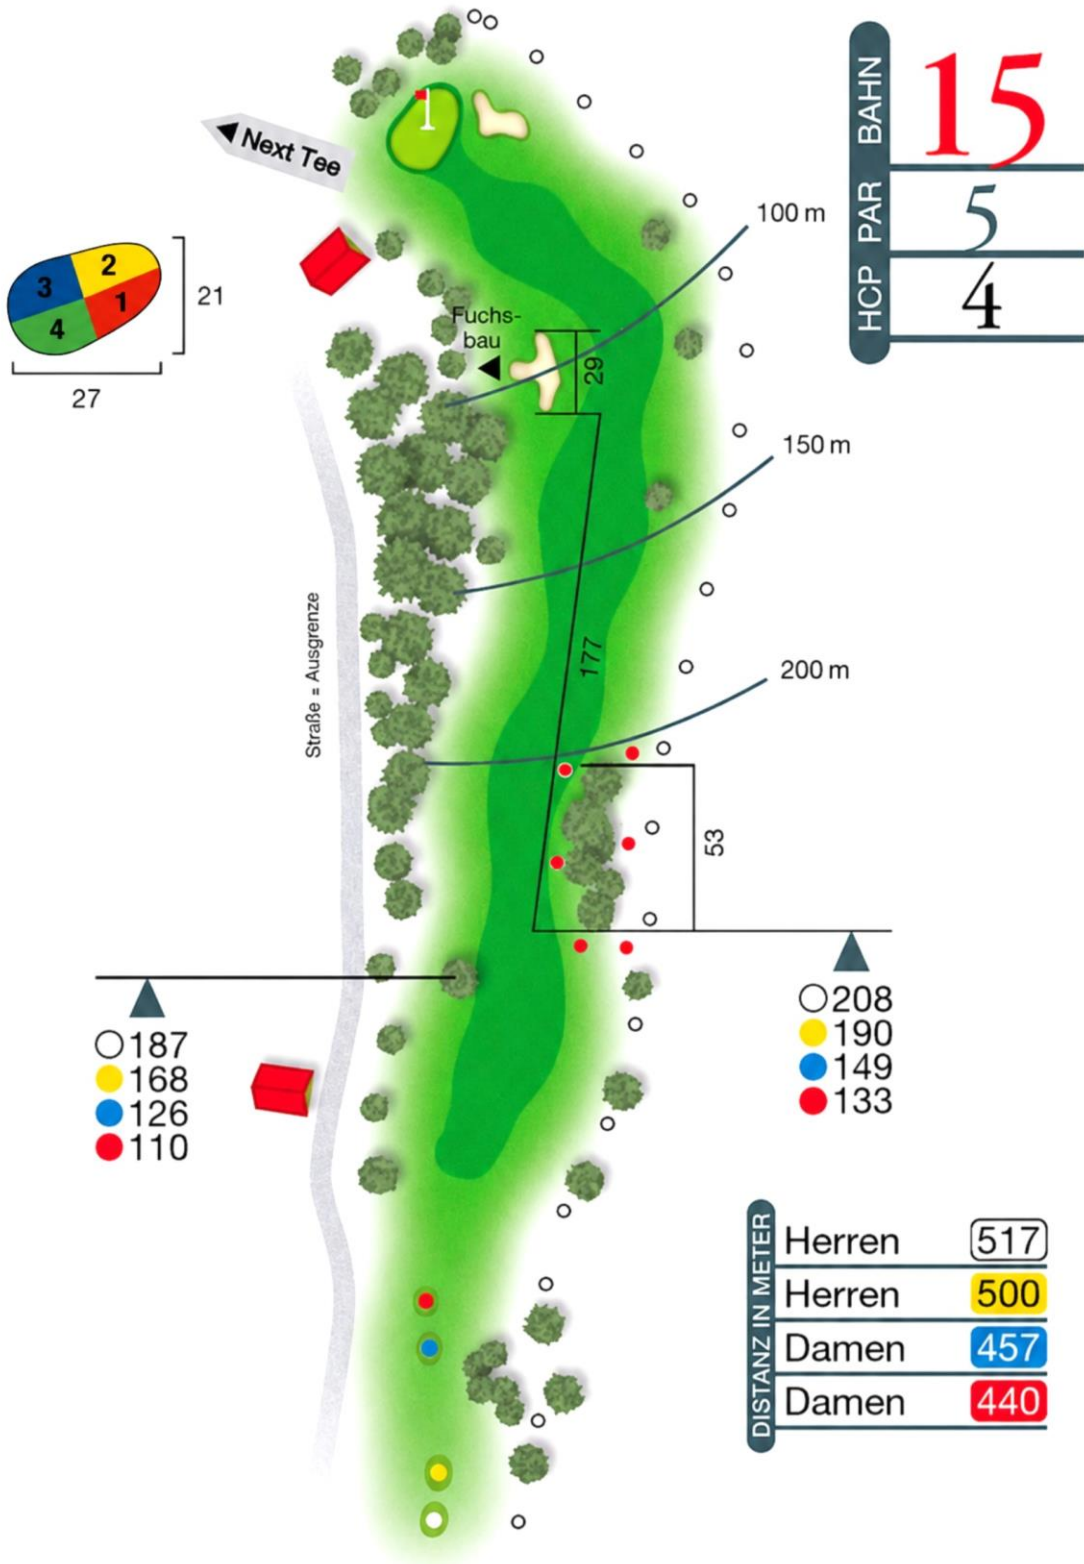 BAHN 15
PAR 5
HCP 4
1
Next Tee
100 m
3
2
1
4
21
27
Fuchs-
bau
29
150 m
177
200 m
Straße = Ausgrenze
53
187
168
126
110
208
190
149
133
DISTANZ IN METER
Herren 517
Herren 500
Damen 457
Damen 440